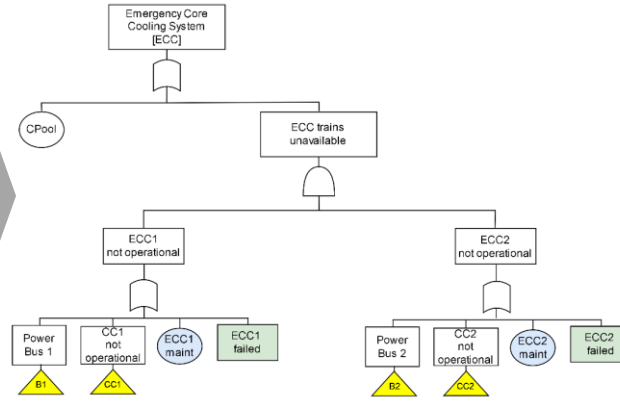 Emergency Core
Cooling System
[ECC]
CPool
ECC trains
unavailable
ECC1
not operational
ECC2
not operational
Power
Bus 1
CC1
not
operational
ECC1
maint
ECC1
failed
Power
Bus 2
CC2
not
operational
ECC2
maint
ECC2
failed
B1
CC1
B2
CC2